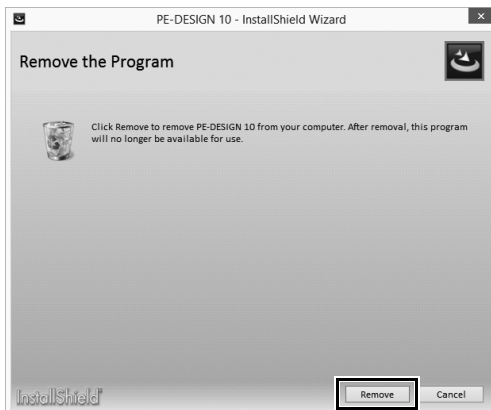 PE-DESIGN 10 - InstallShield Wizard
Remove the Program
Click Remove to remove PE-DESIGN 10 from your computer. After removal, this program
will no longer be available for use.
InstallShield
Remove
Cancel